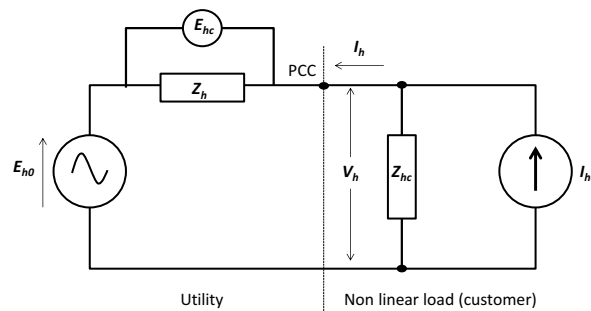 E_hc
I_h
PCC
Z_h
E_h0
V_h
Z_hc
I_h
Utility
Non linear load (customer)